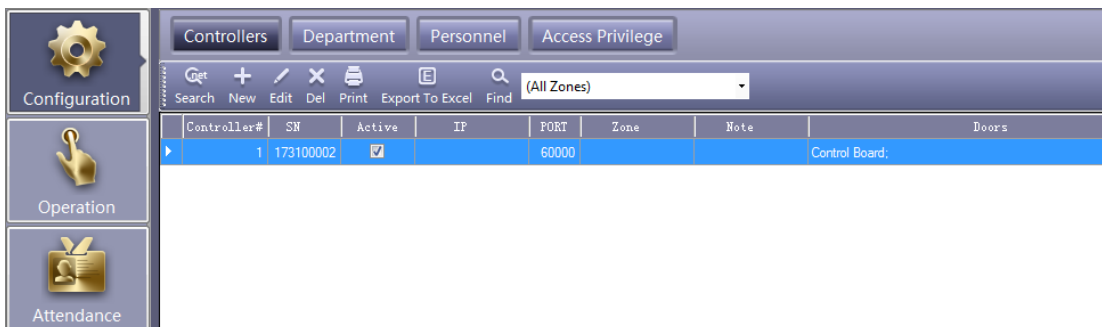 Controllers Department Personnel Access Privilege
net
E
Search New Edit Del Print Export To Excel Find (All Zones)
Configuration
Controller# SN Active IP PORT Zone Note Doors
1 173100002 60000 Control Board;
Operation
Attendance